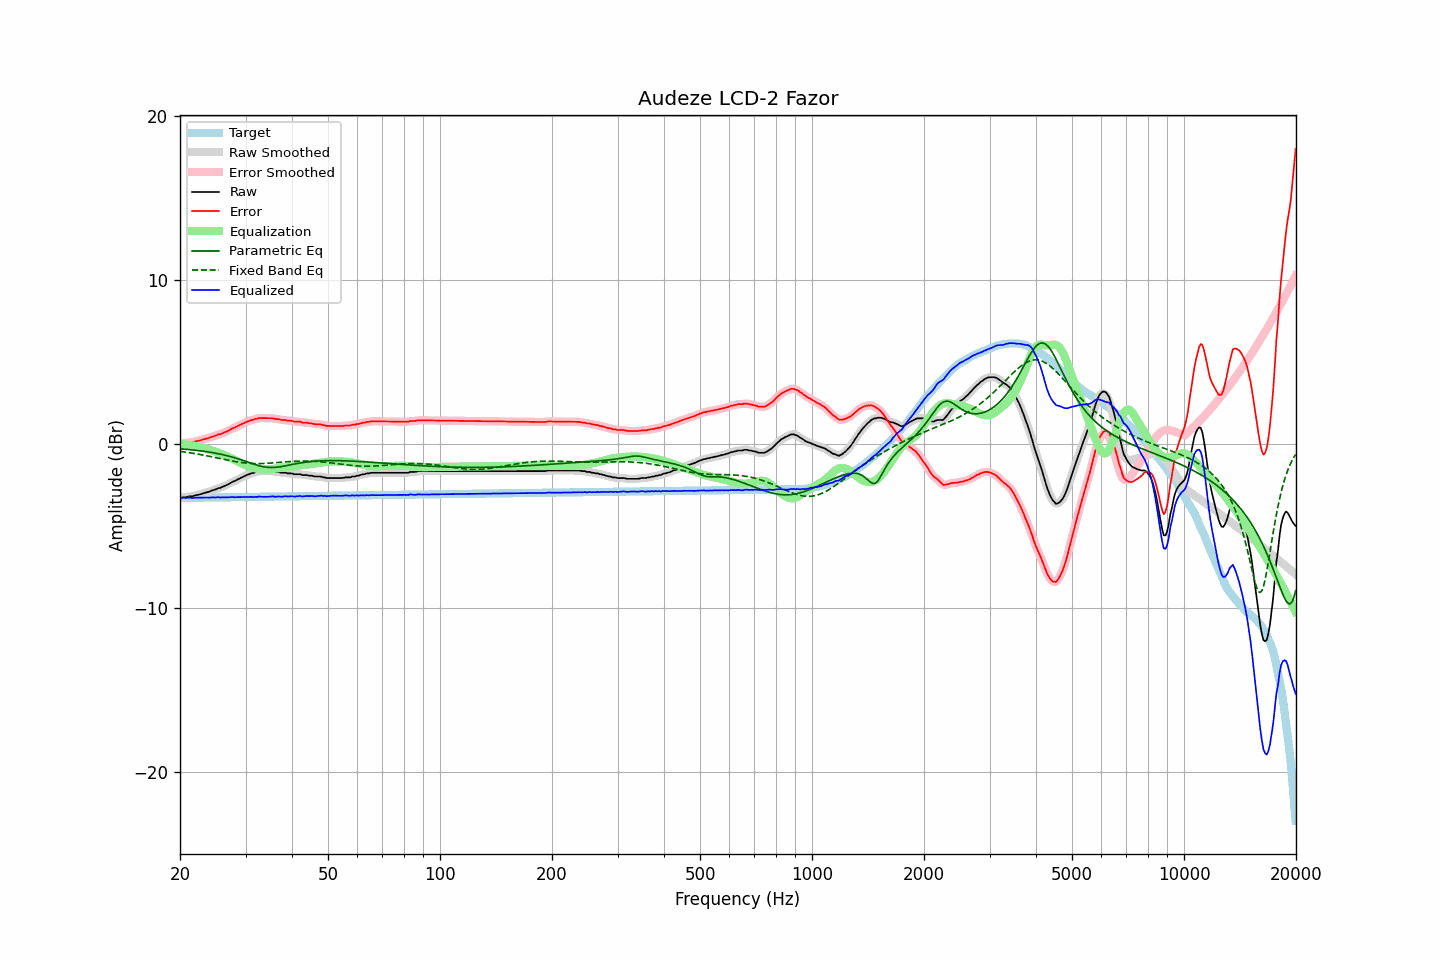 Audeze LCD-2 Fazor
Target
Raw Smoothed
Error Smoothed
Raw
Error
Equalization
Parametric Eq
Fixed Band Eq
Equalized
20
10
0
−10
−20
Amplitude (dBr)
20 50 100 200 500 1000 2000 5000 10000 20000
Frequency (Hz)